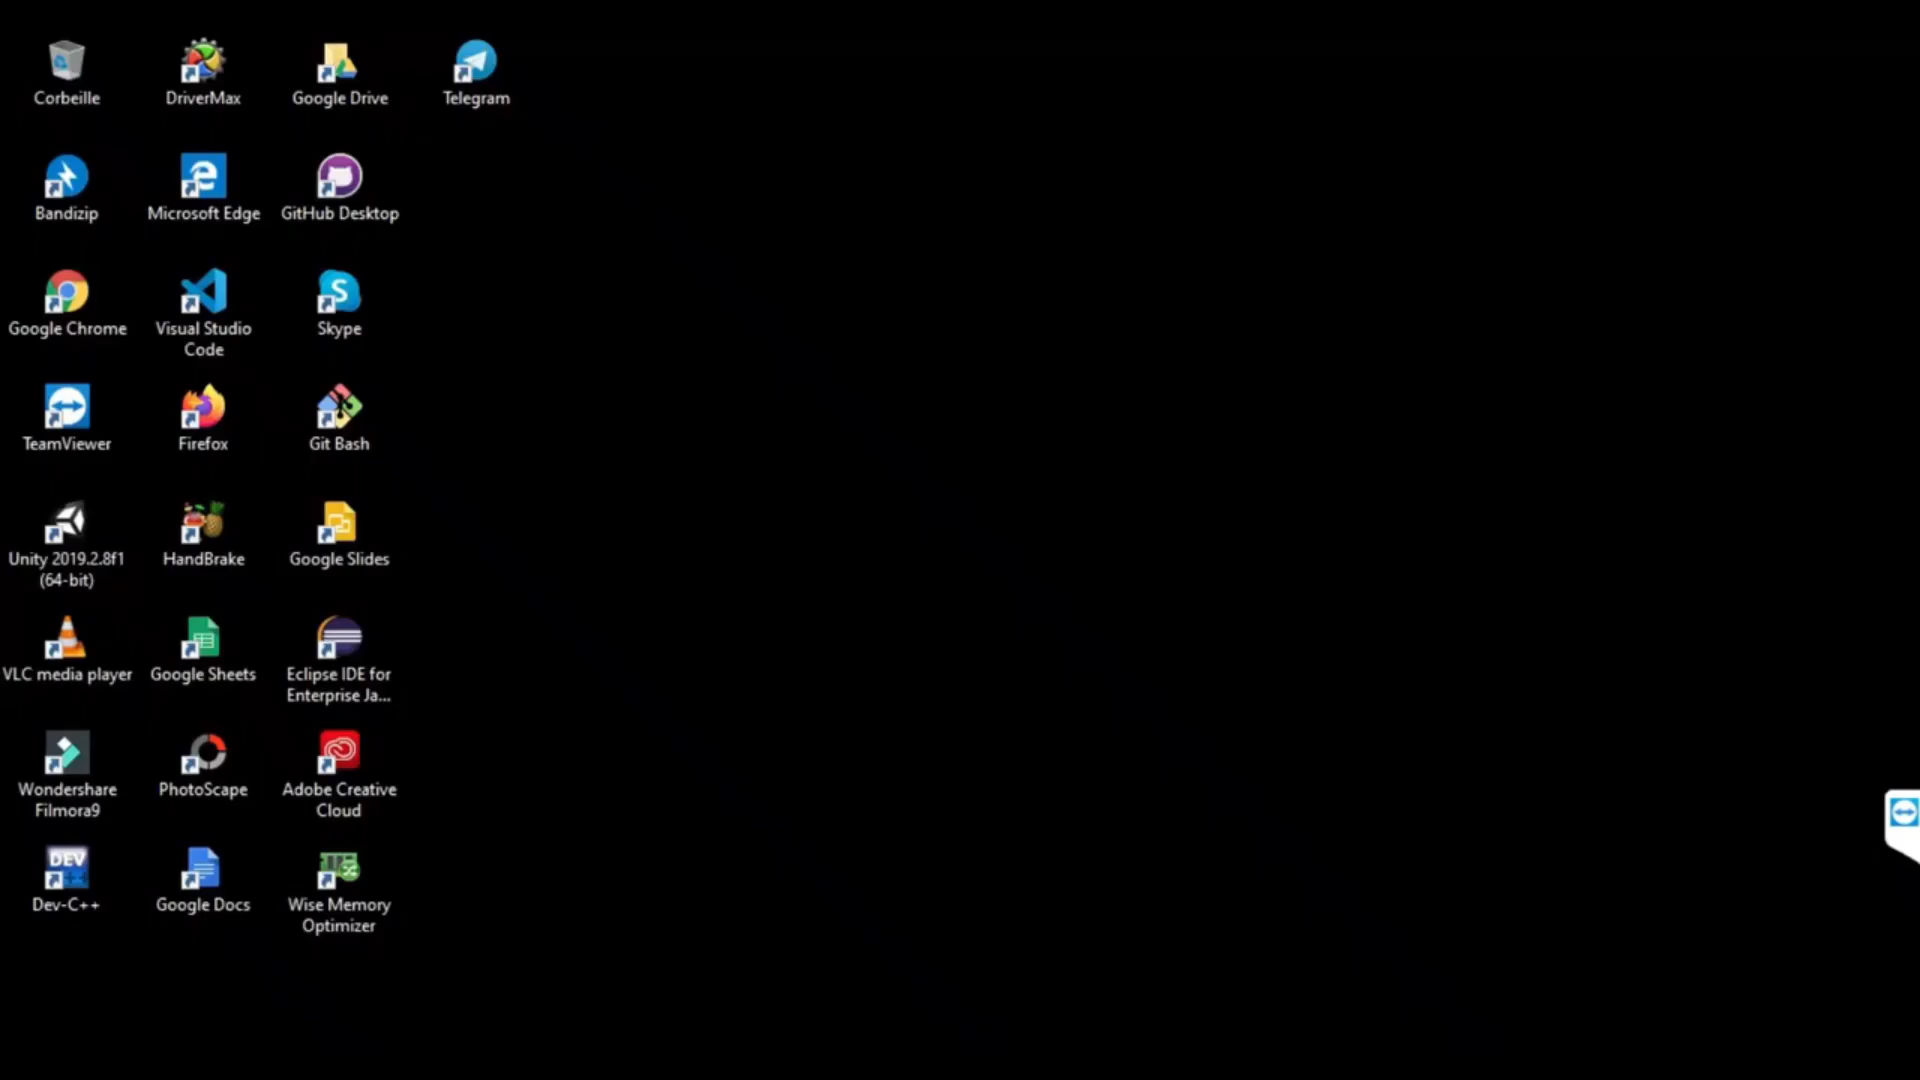 Corbeille
DriverMax
Google Drive
Telegram
Bandizip
Microsoft Edge
GitHub Desktop
Google Chrome
Visual Studio
Code
Skype
TeamViewer
Firefox
Git Bash
Unity 2019.2.8f1
(64-bit)
HandBrake
Google Slides
VLC media player
Google Sheets
Eclipse IDE for
Enterprise Ja...
Wondershare
Filmora9
PhotoScape
Adobe Creative
Cloud
DEV
C++
Dev-C++
Google Docs
Wise Memory
Optimizer